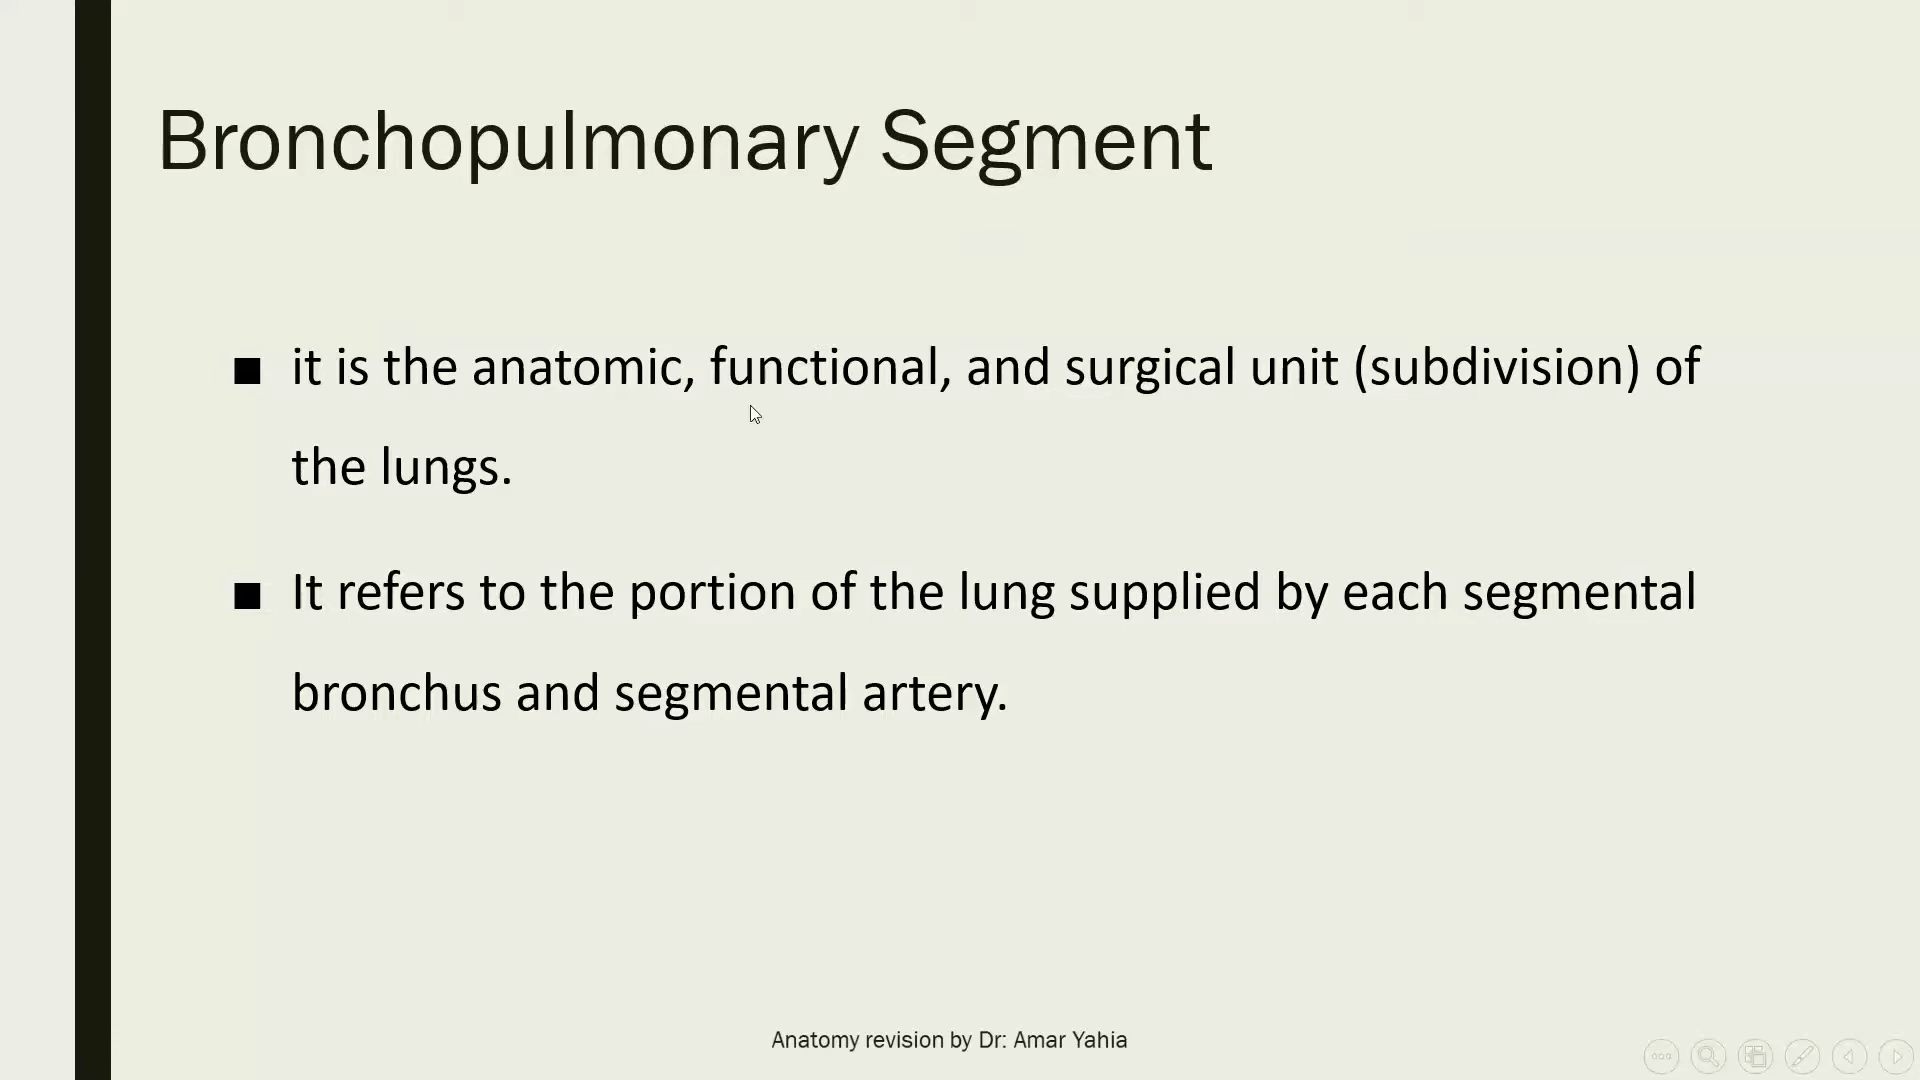 Bronchopulmonary Segment
■ it is the anatomic, functional, and surgical unit (subdivision) of
the lungs.
■ It refers to the portion of the lung supplied by each segmental
bronchus and segmental artery.
Anatomy revision by Dr: Amar Yahia